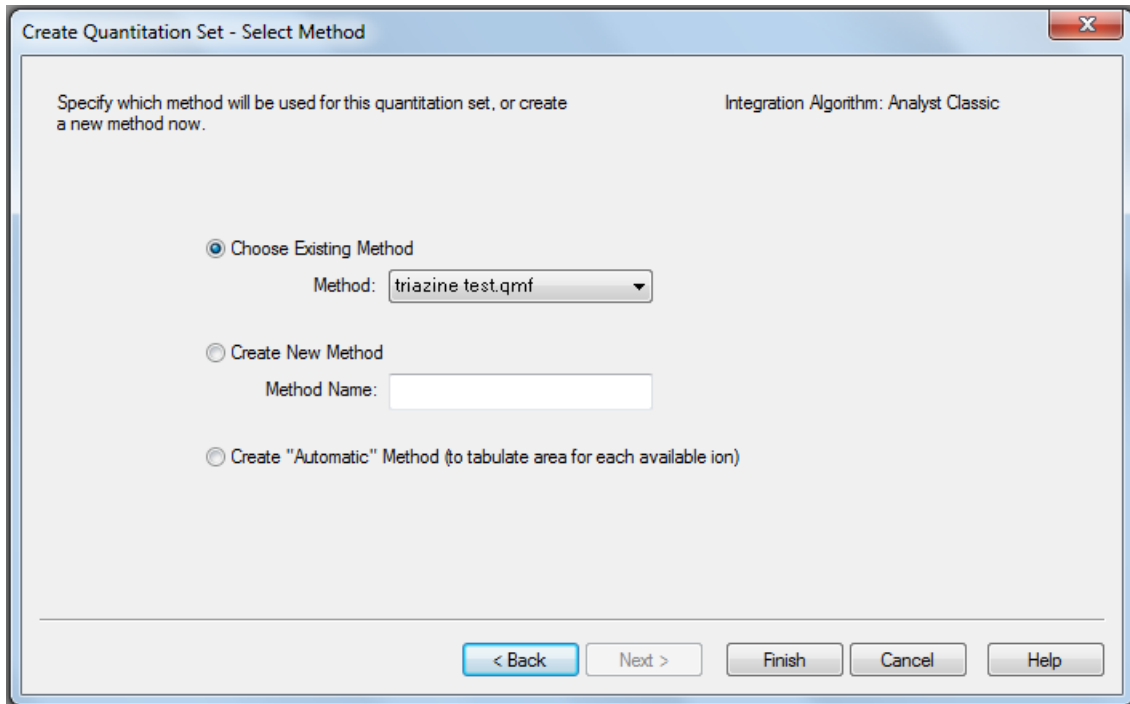 Create Quantitation Set - Select Method
Specify which method will be used for this quantitation set, or create
a new method now.
Integration Algorithm: Analyst Classic
Choose Existing Method
Method: triazine test.qmf
Create New Method
Method Name:
Create "Automatic" Method (to tabulate area for each available ion)
< Back Next > Finish Cancel Help